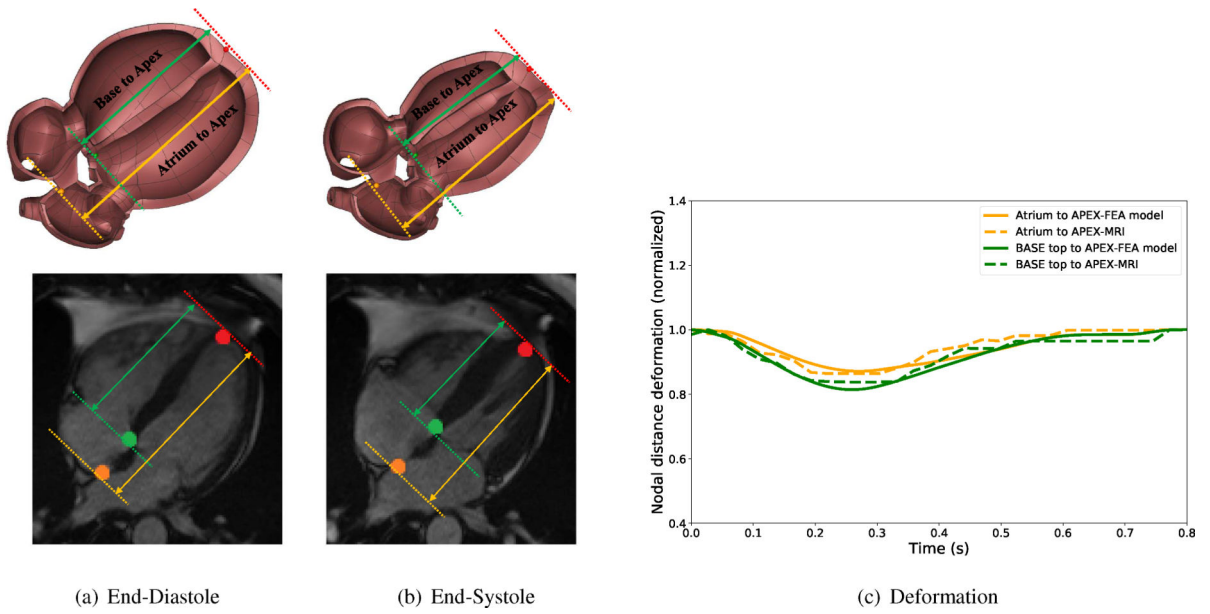 Base to Apex
Atrium to Apex
Base to Apex
Atrium to Apex
Nodal distance deformation (normalized)
1.4
1.2
1.0
0.8
0.6
0.4
Atrium to APEX-FEA model
Atrium to APEX-MRI
BASE top to APEX-FEA model
BASE top to APEX-MRI
0.0 0.1 0.2 0.3 0.4 0.5 0.6 0.7 0.8
Time (s)
(a) End-Diastole
(b) End-Systole
(c) Deformation